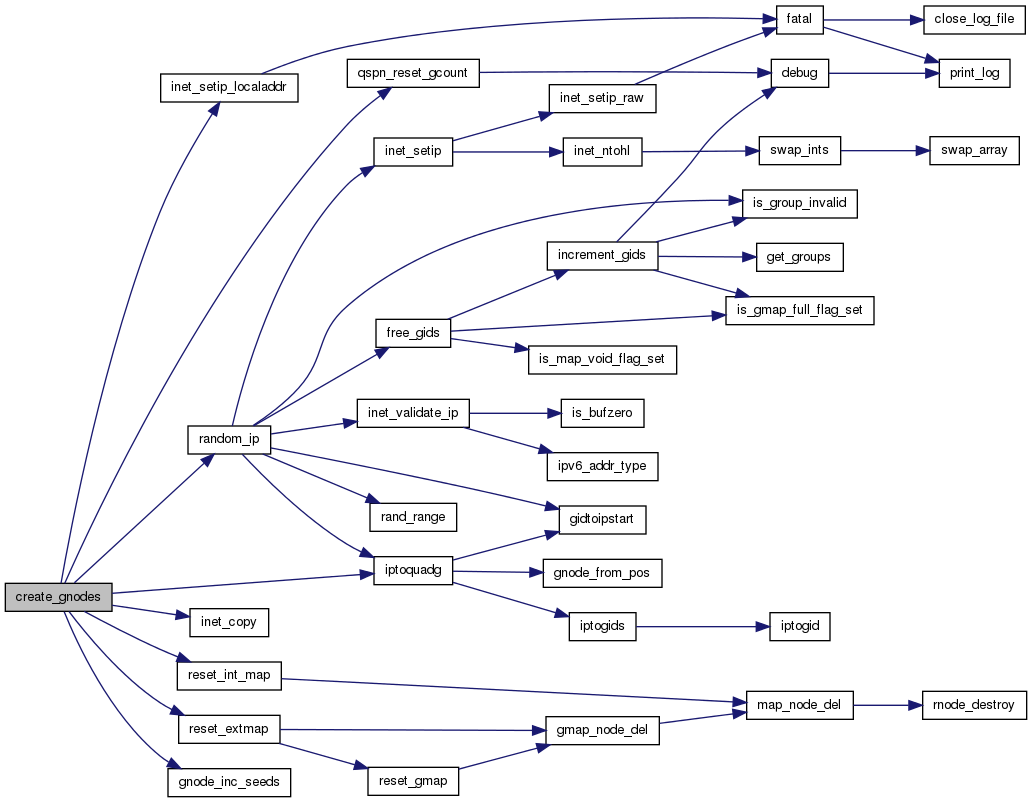 fatal
close_log_file
inet_setip_localaddr
qspn_reset_gcount
debug
print_log
inet_setip_raw
inet_setip
inet_ntohl
swap_ints
swap_array
is_group_invalid
increment_gids
get_groups
is_gmap_full_flag_set
free_gids
is_map_void_flag_set
inet_validate_ip
is_bufzero
random_ip
ipv6_addr_type
rand_range
gidtoipstart
iptoquadg
gnode_from_pos
create_gnodes
inet_copy
iptogids
iptogid
reset_int_map
map_node_del
rnode_destroy
reset_extmap
gmap_node_del
gnode_inc_seeds
reset_gmap